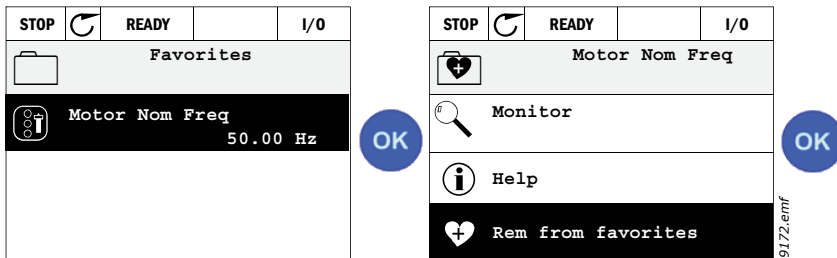 STOP READY I/O
Favorites
Motor Nom Freq
50.00 Hz
OK
STOP READY I/O
Motor Nom Freq
Monitor
Help
Rem from favorites
OK
9172.emf